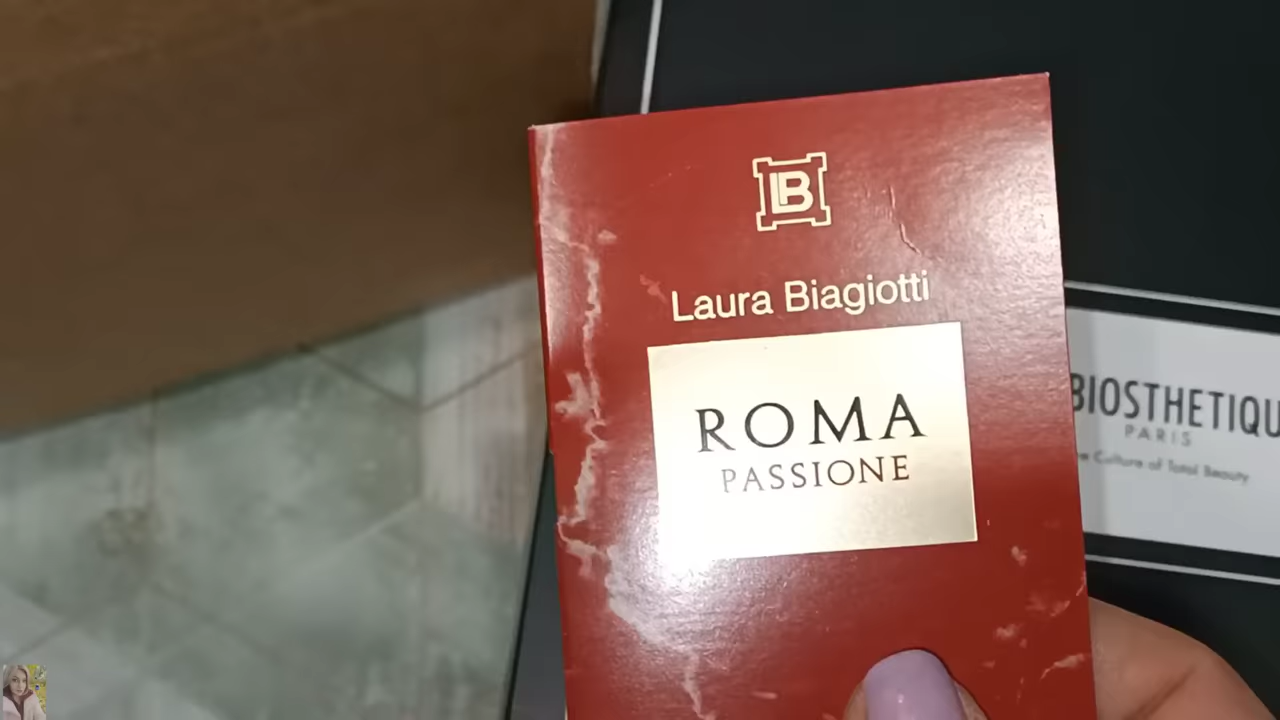 LB
Laura Biagiotti
ROMA
PASSIONE
BIOSTHETIQU
PARIS
Culture of Total Beauty